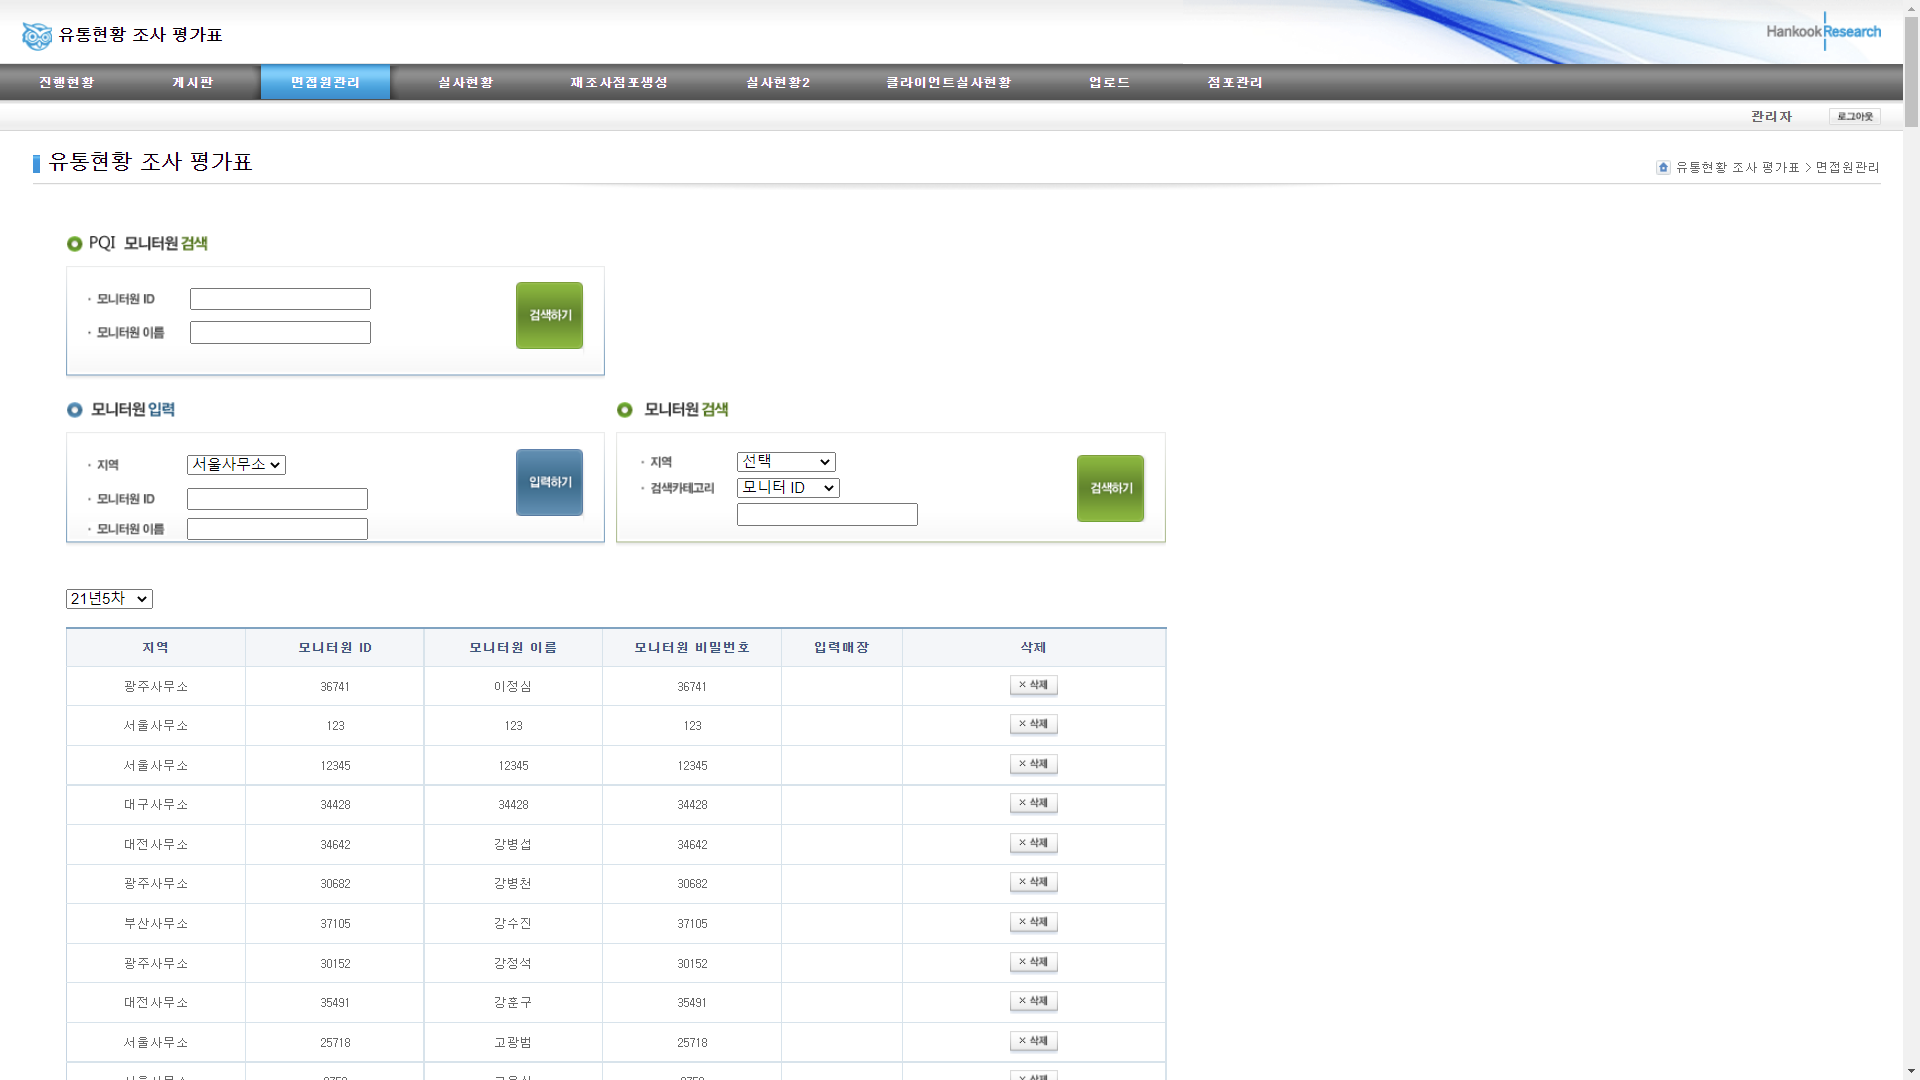 유통현황 조사 평가표
Hankook Research
진행현황 게시판 면접원관리 실사현황 재조사점포생성 실사현황2 클라이언트실사현황 업로드 점포관리
관리자 로그아웃
유통현황 조사 평가표
유통현황 조사 평가표 > 면접원관리
PQI 모니터원 검색
· 모니터원 ID
검색하기
· 모니터원 이름
모니터원 입력
모니터원 검색
· 지역 서울사무소
· 모니터원 ID
· 모니터원 이름
입력하기
· 지역 선택
· 검색카테고리 모니터 ID
검색하기
21년5차
지역 모니터원 ID 모니터원 이름 모니터원 비밀번호 입력매장 삭제
광주사무소 36741 이정심 36741 × 삭제
서울사무소 123 123 123 × 삭제
서울사무소 12345 12345 12345 × 삭제
대구사무소 34428 34428 34428 × 삭제
대전사무소 34642 강병섭 34642 × 삭제
광주사무소 30682 강병천 30682 × 삭제
부산사무소 37105 강수진 37105 × 삭제
광주사무소 30152 강정석 30152 × 삭제
대전사무소 35491 강훈구 35491 × 삭제
서울사무소 25718 고광범 25718 × 삭제